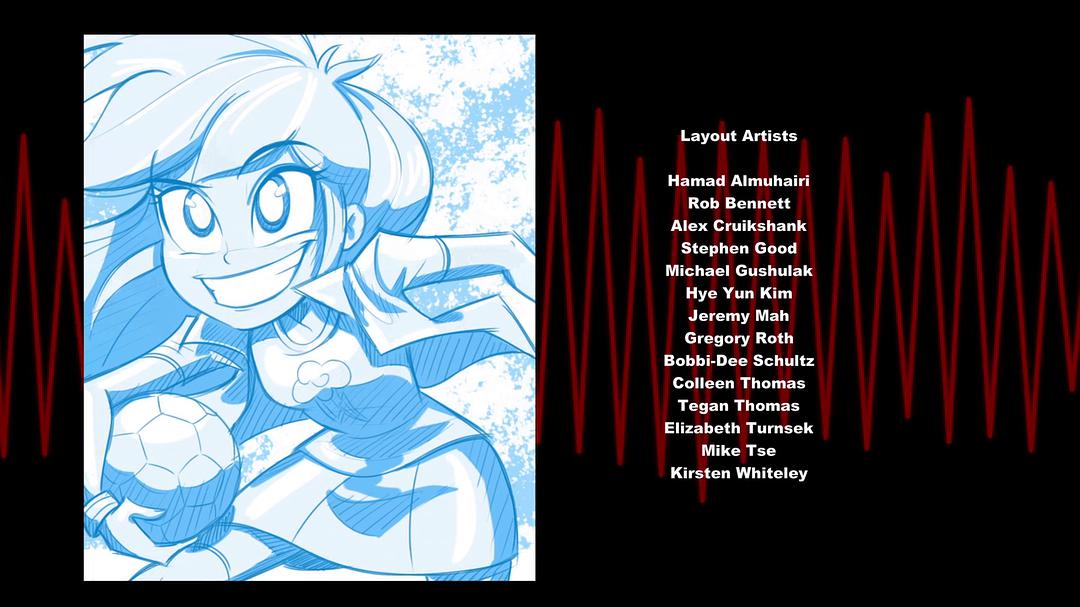 Layout Artists
Hamad Almuhairi
Rob Bennett
Alex Cruikshank
Stephen Good
Michael Gushulak
Hye Yun Kim
Jeremy Mah
Gregory Roth
Bobbi-Dee Schultz
Colleen Thomas
Tegan Thomas
Elizabeth Turnsek
Mike Tse
Kirsten Whiteley